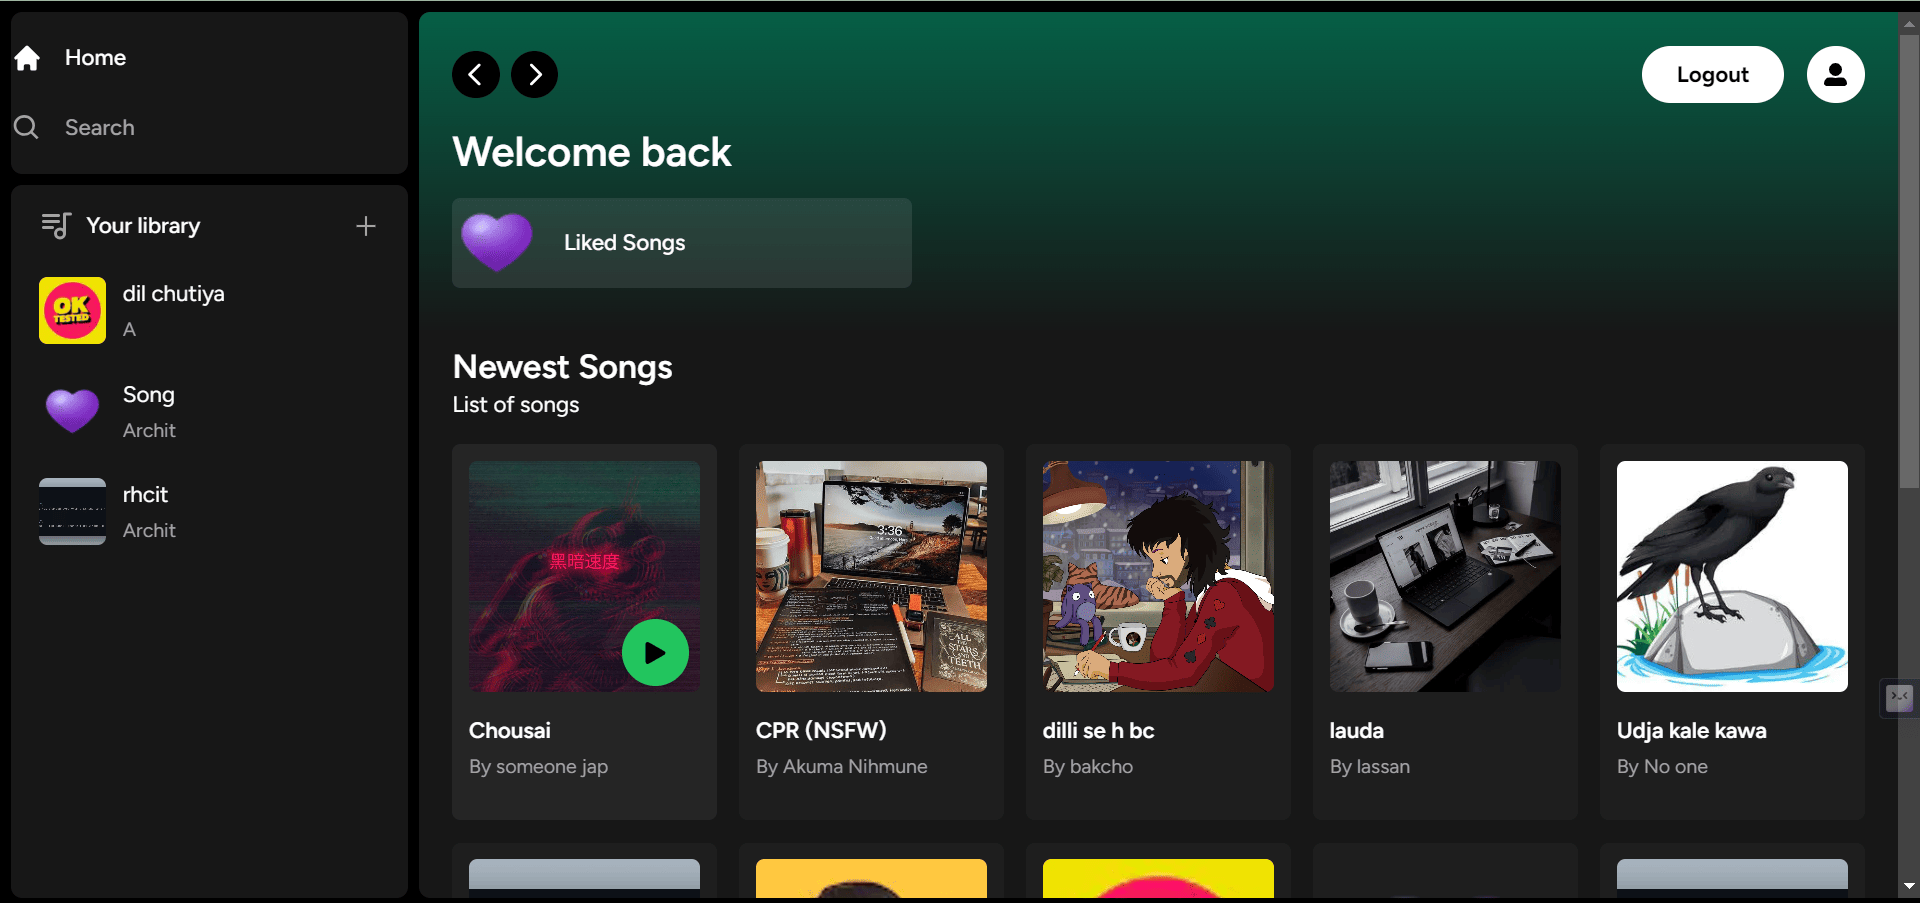 Home
Search
Your library
dil chutiya
A
Song
Archit
rhcit
Archit
Logout
Welcome back
Liked Songs
Newest Songs
List of songs
OK
TESTED
黑暗速度
3:36
ALL
STARS
AND
TEETH
Chousai
By someone jap
CPR (NSFW)
By Akuma Nihmune
dilli se h bc
By bakcho
lauda
By lassan
Udja kale kawa
By No one